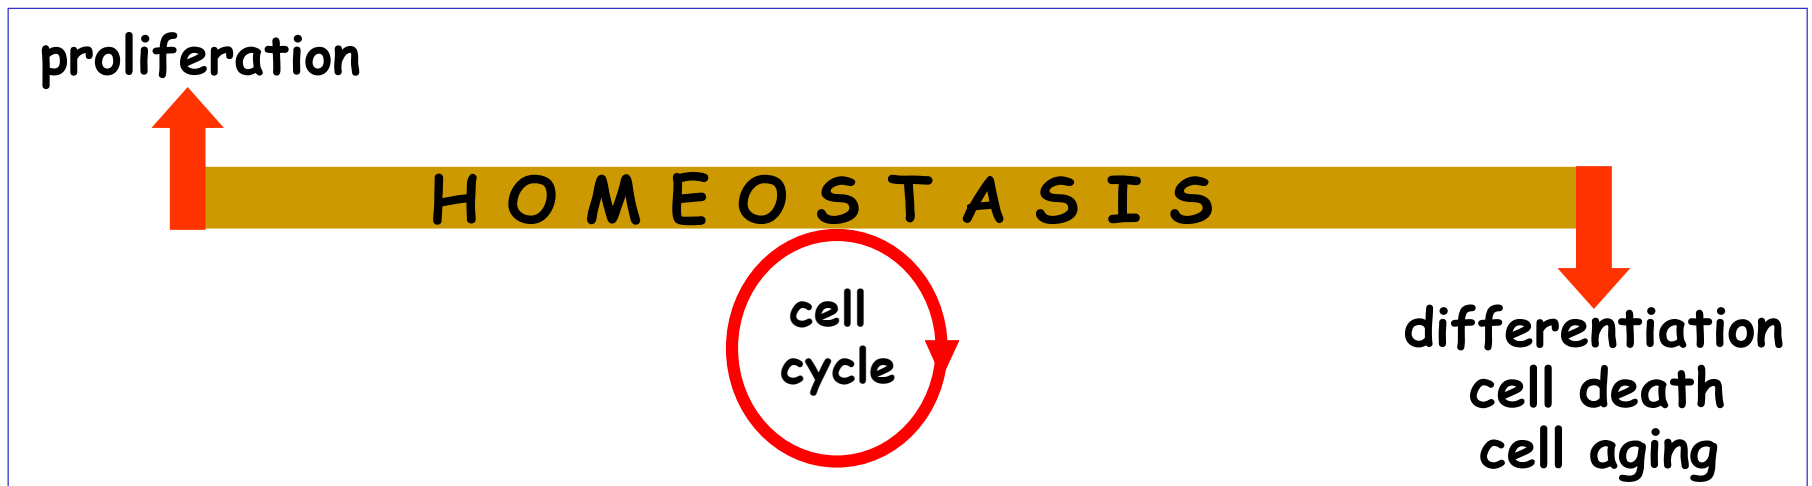 proliferation
H O M E O S T A S I S
cell
cycle
differentiation
cell death
cell aging